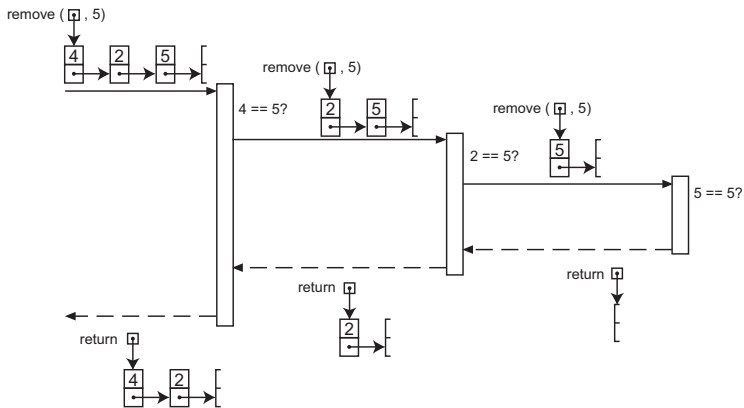 remove ( , 5)
4 2 5
4 == 5?
remove ( , 5)
2 5
2 == 5?
remove ( , 5)
5
5 == 5?
return
return
2
return
4 2